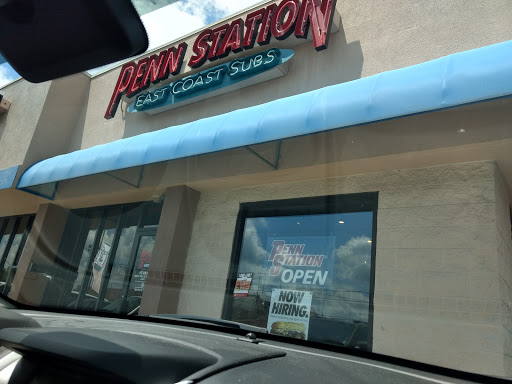 PENN STATION
EAST COAST SUBS
PENN
STATION
OPEN
NOW
HIRING.